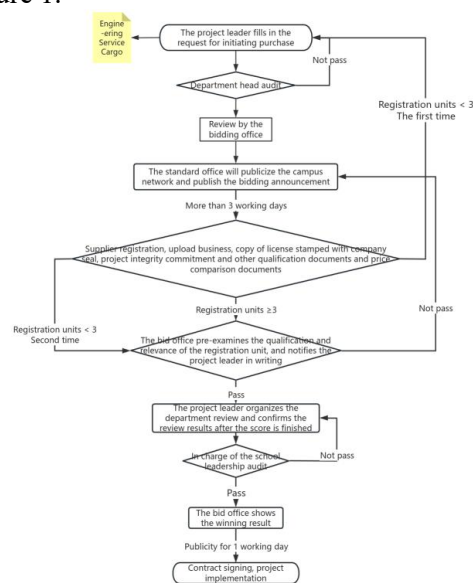 ure 1:
Engine
-ering
Service
Cargo
The project leader fills in the
request for initiating purchase
Not pass
Department head audit
Registration units < 3
The first time
Review by the
bidding office
The standard office will publicize the campus
network and publish the bidding announcement
More than 3 working days
Supplier registration, upload business, copy of license stamped with company
seal, project integrity commitment and other qualification documents and price
comparison documents
Registration units ≥3
Not pass
Registration units < 3
Second time
The bid office pre-examines the qualification and
relevance of the registration unit, and notifies the
project leader in writing
Pass
The project leader organizes the
department review and confirms the
review results after the score is finished
In charge of the school
leadership audit
Not pass
Pass
The bid office shows
the winning result
Publicity for 1 working day
Contract signing, project
implementation